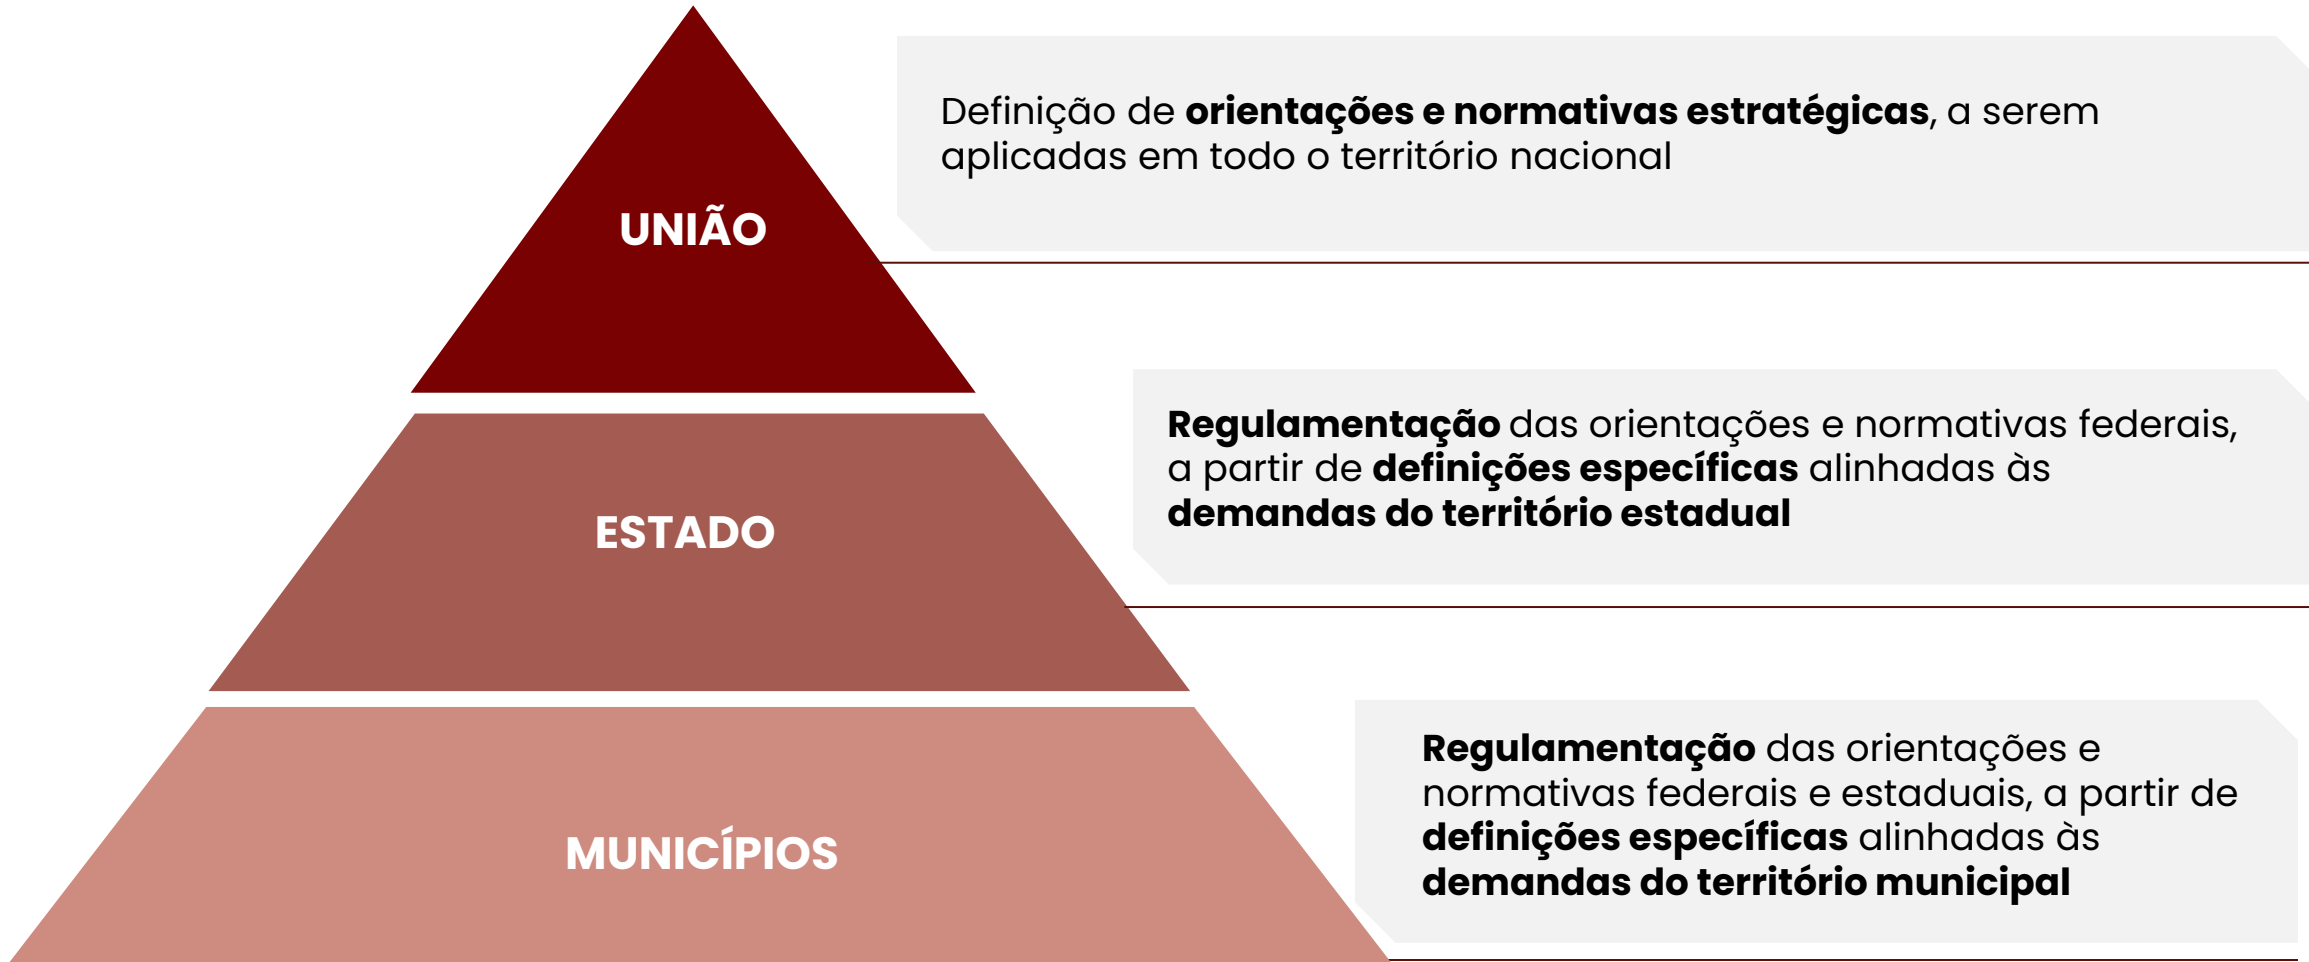 UNIÃO
Definição de orientações e normativas estratégicas, a serem
aplicadas em todo o território nacional
ESTADO
Regulamentação das orientações e normativas federais,
a partir de definições específicas alinhadas às
demandas do território estadual
MUNICÍPIOS
Regulamentação das orientações e
normativas federais e estaduais, a partir de
definições específicas alinhadas às
demandas do território municipal